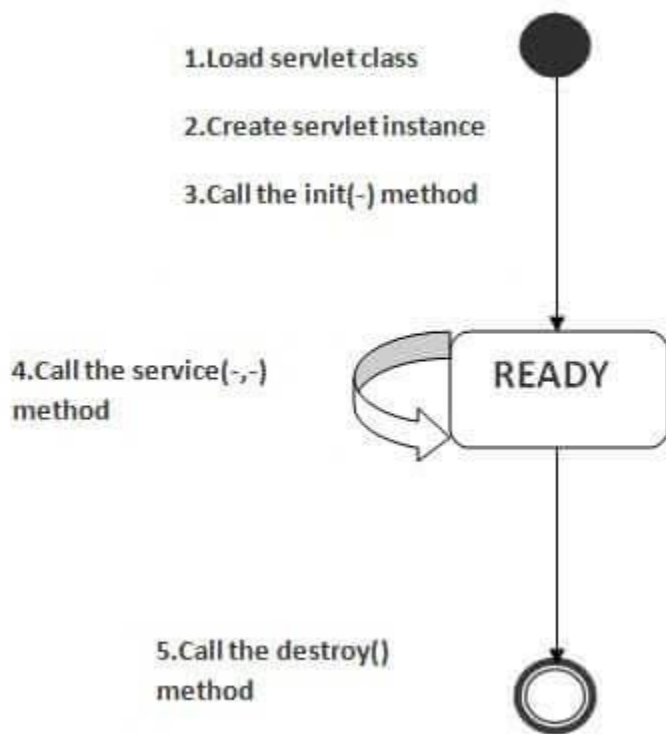 1.Load servlet class
2.Create servlet instance
3.Call the init(-) method
READY
4.Call the service(-,-)
method
5.Call the destroy()
method